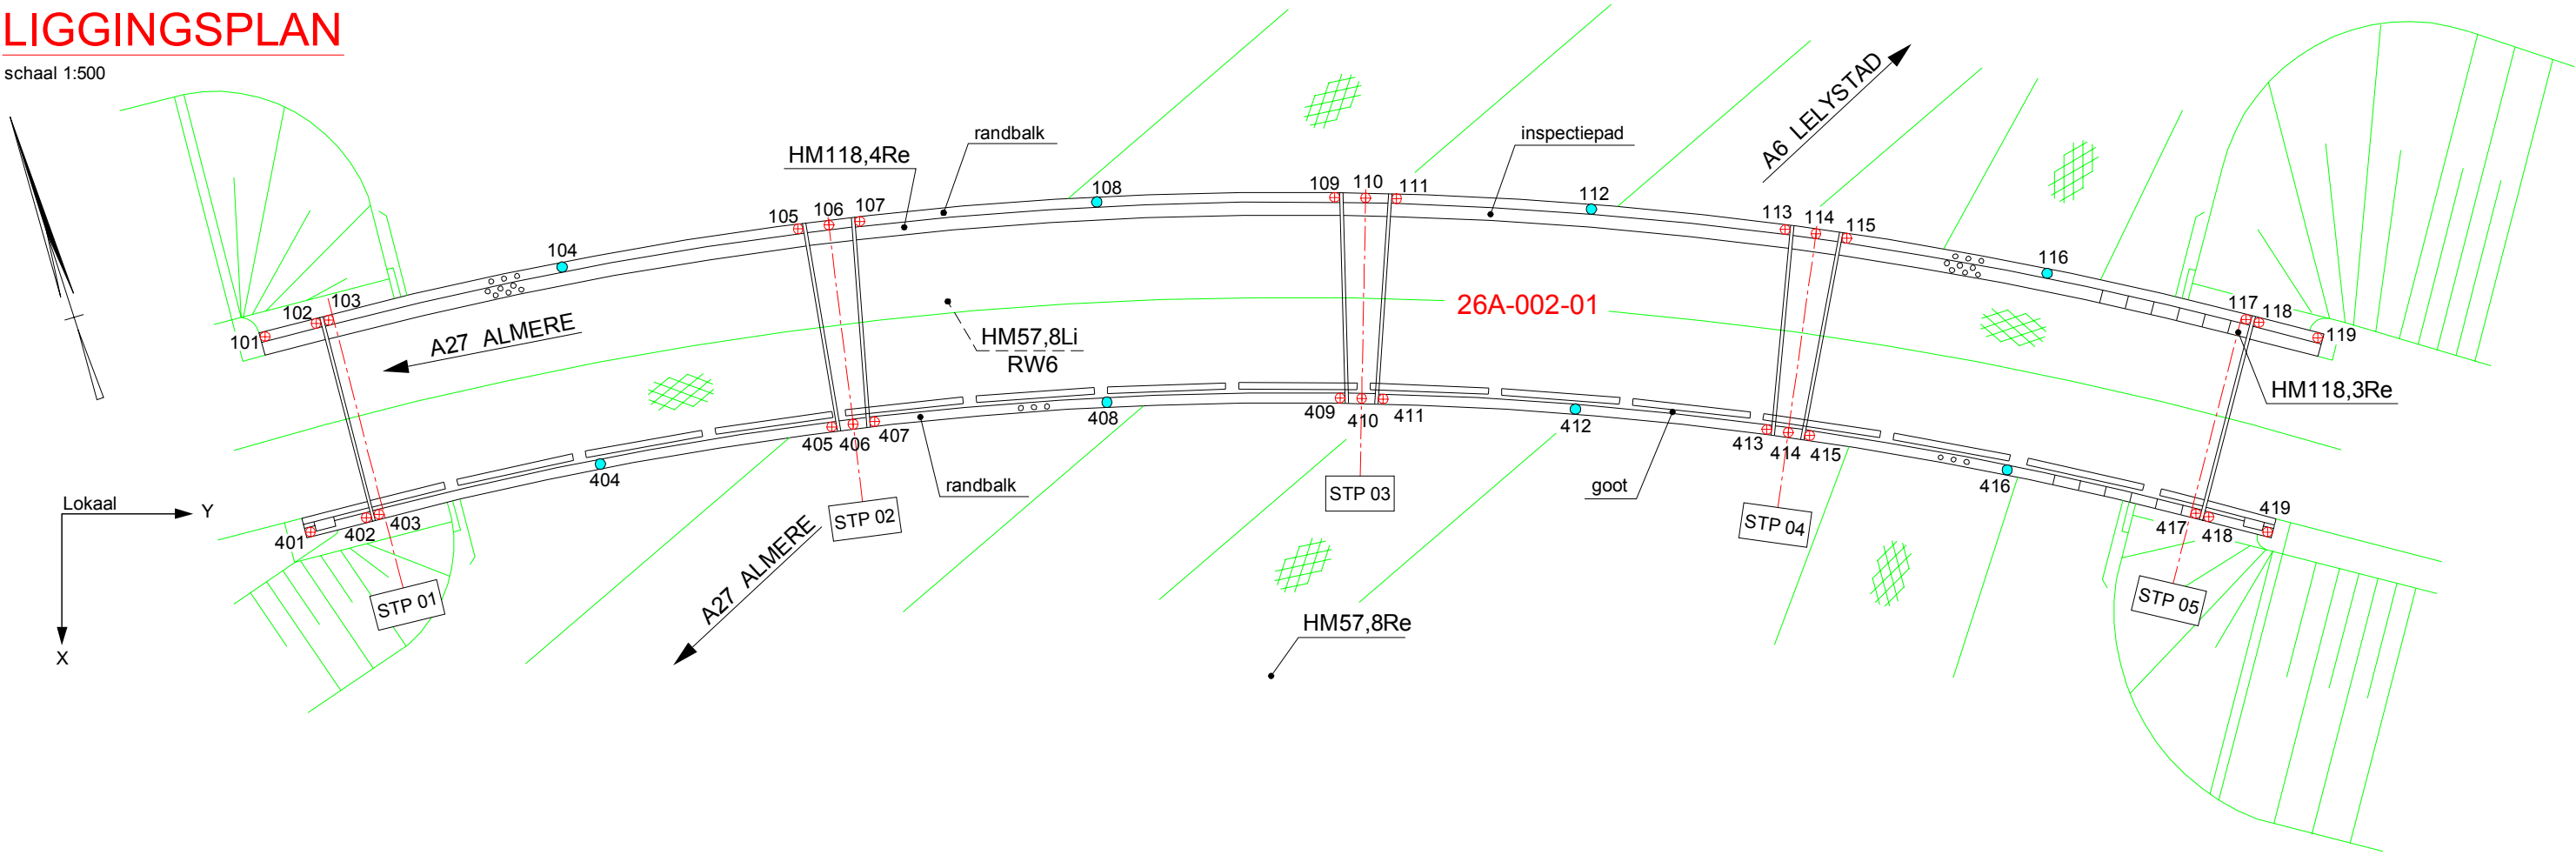 LIGGINGSPLAN
schaal 1:500
A6 LELYSTAD
randbalk
inspectiepad
HM118,4Re
101
102
103
104
105
106
107
108
109
110
111
112
113
114
115
116
117
118
119
26A-002-01
A27 ALMERE
HM57,8Li
RW6
HM118,3Re
401
402
403
404
405
406
407
408
409
410
411
412
413
414
415
416
417
418
419
randbalk
goot
Lokaal
Y
X
STP 01
STP 02
STP 03
STP 04
STP 05
A27 ALMERE
HM57,8Re